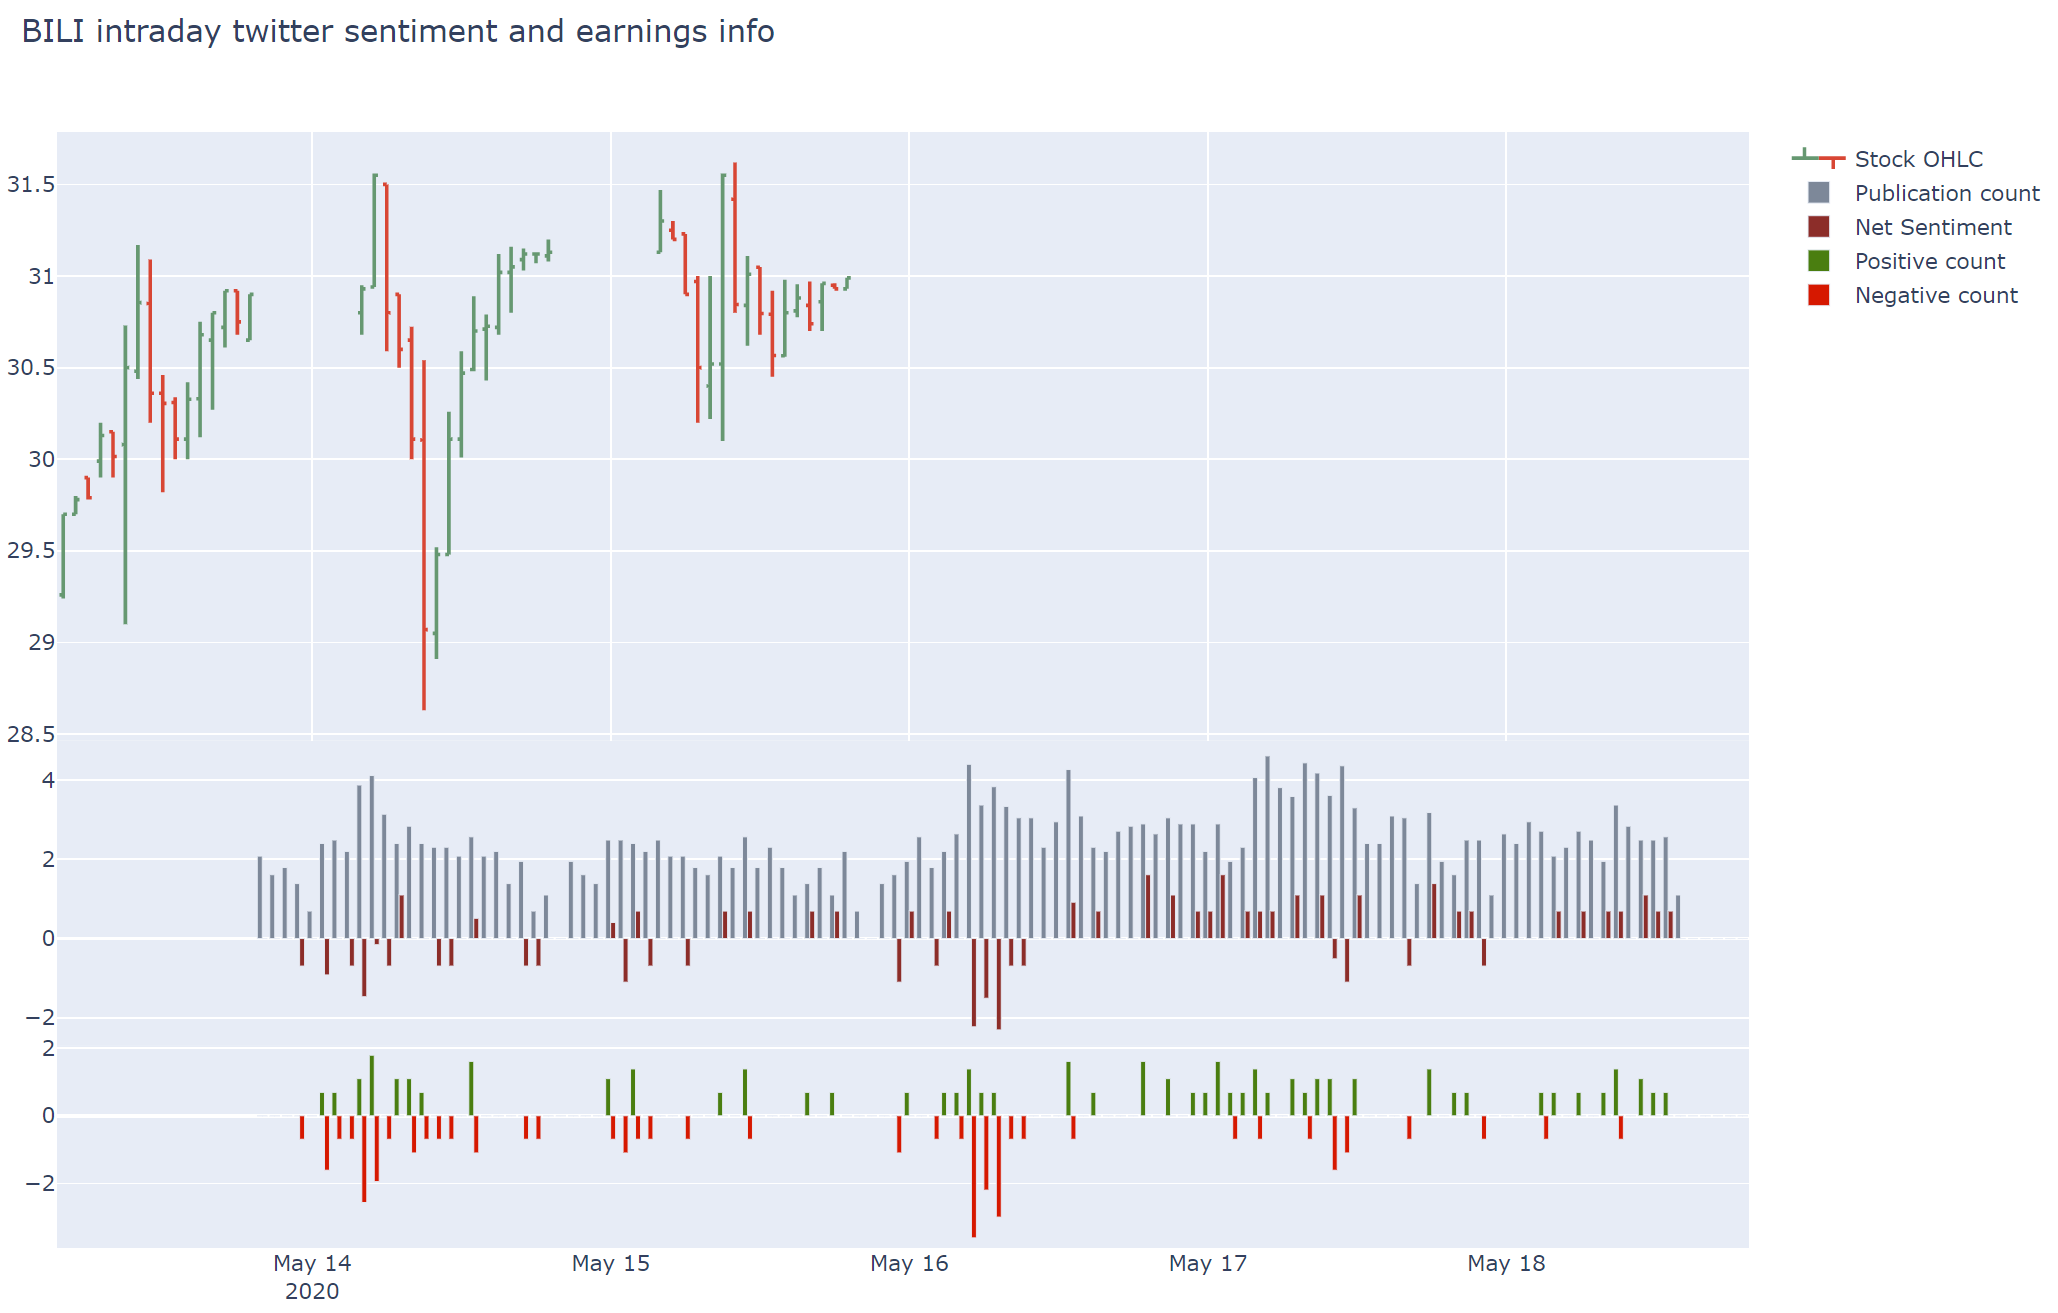 BILI intraday twitter sentiment and earnings info
Stock OHLC
Publication count
Net Sentiment
Positive count
Negative count
31.5
31
30.5
30
29.5
29
28.5
4
2
0
−2
2
0
−2
May 14 May 15 May 16 May 17 May 18
2020